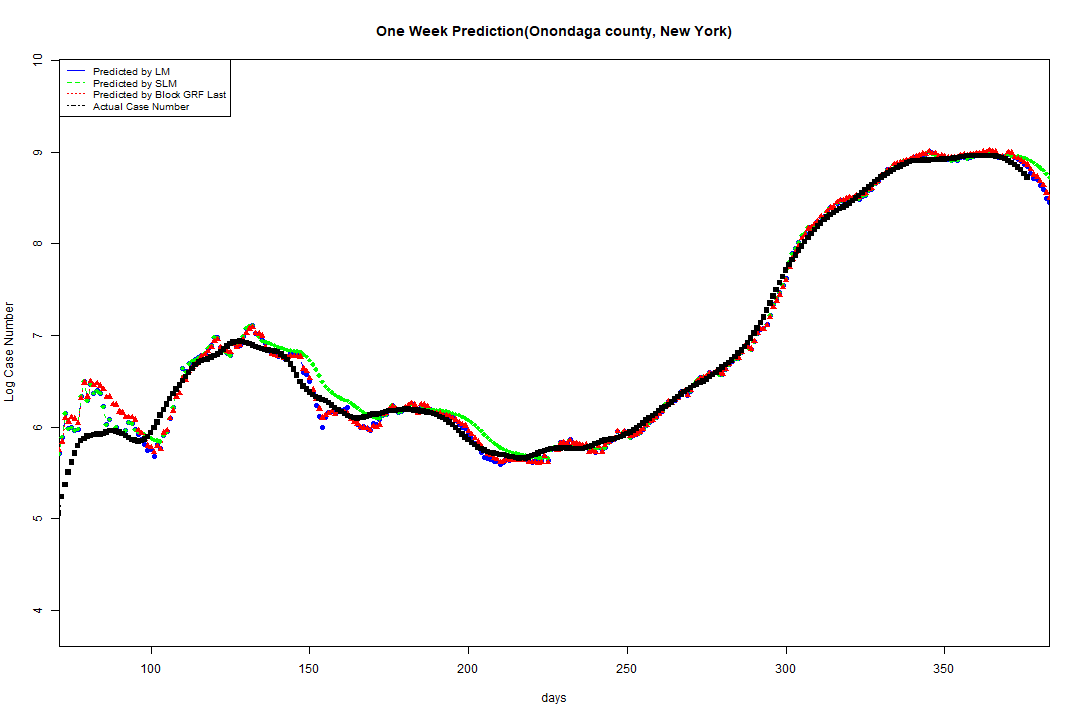 One Week Prediction(Onondaga county, New York)
Predicted by LM
Predicted by SLM
Predicted by Block GRF Last
Actual Case Number
10
9
8
7
6
5
4
Log Case Number
100 150 200 250 300 350
days